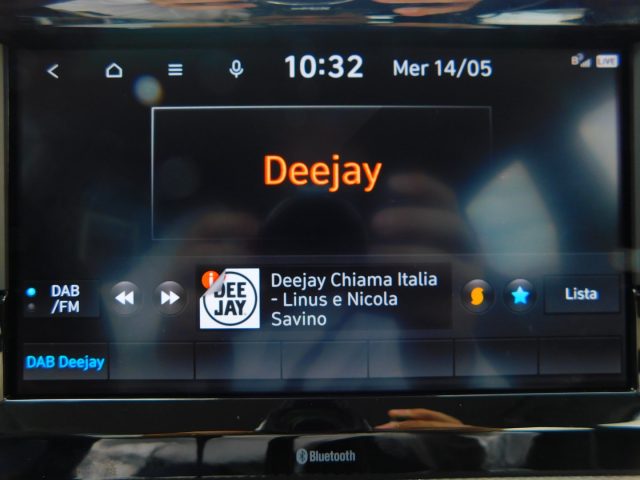 10:32 Mer 14/05
B LIVE
Deejay
DAB
/FM
i
DEE
JAY
Deejay Chiama Italia
- Linus e Nicola
Savino
Lista
DAB Deejay
Bluetooth